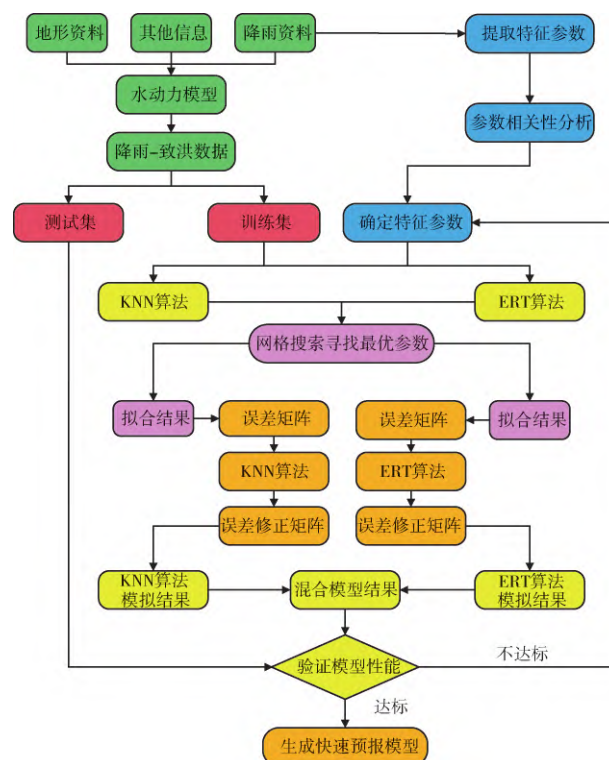 地形资料 其他信息 降雨资料 提取特征参数
水动力模型
参数相关性分析
降雨-致洪数据
测试集 训练集 确定特征参数
KNN算法 ERT算法
网格搜索寻找最优参数
拟合结果 误差矩阵 误差矩阵 拟合结果
KNN算法 ERT算法
误差修正矩阵 误差修正矩阵
KNN算法
模拟结果
混合模型结果
ERT算法
模拟结果
验证模型性能
不达标
达标
生成快速预报模型